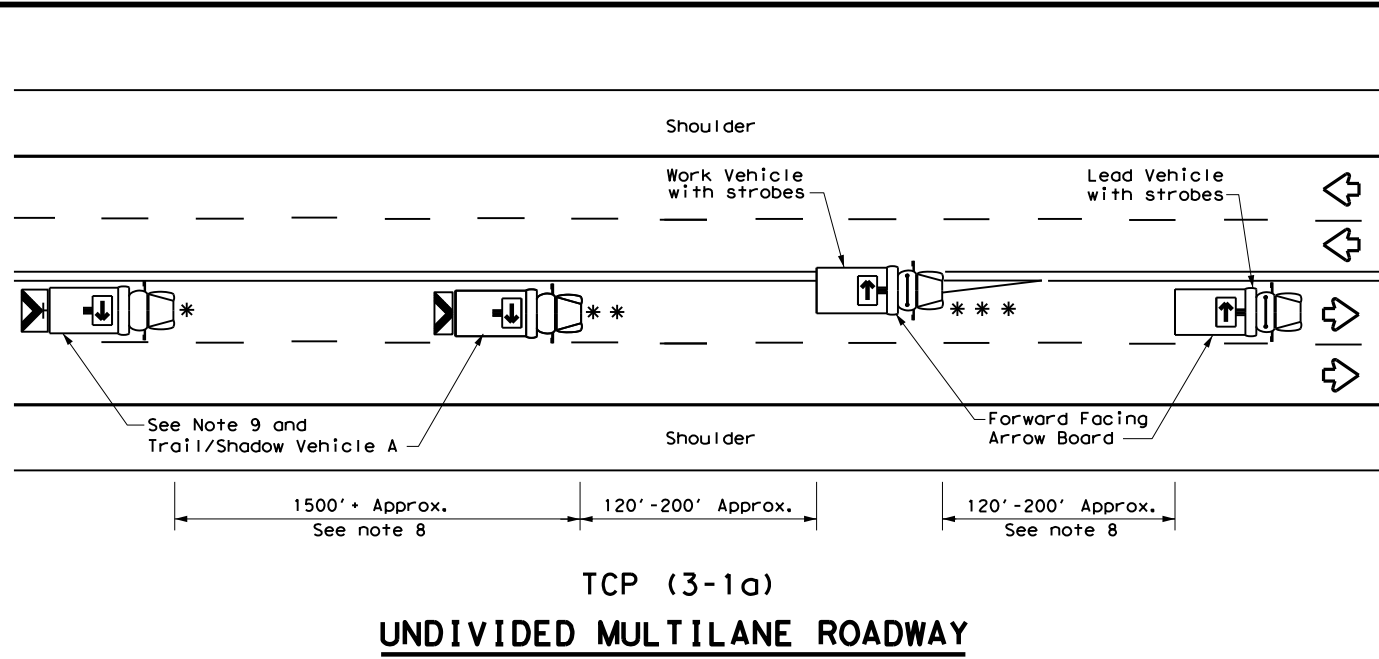 Shoulder
Work Vehicle
with strobes
Lead Vehicle
with strobes
*
* *
* * *
See Note 9 and
Trail/Shadow Vehicle A
Shoulder
Forward Facing
Arrow Board
1500'+ Approx.
See note 8
120'-200' Approx.
120'-200' Approx.
See note 8
TCP (3-1a)
UNDIVIDED MULTILANE ROADWAY